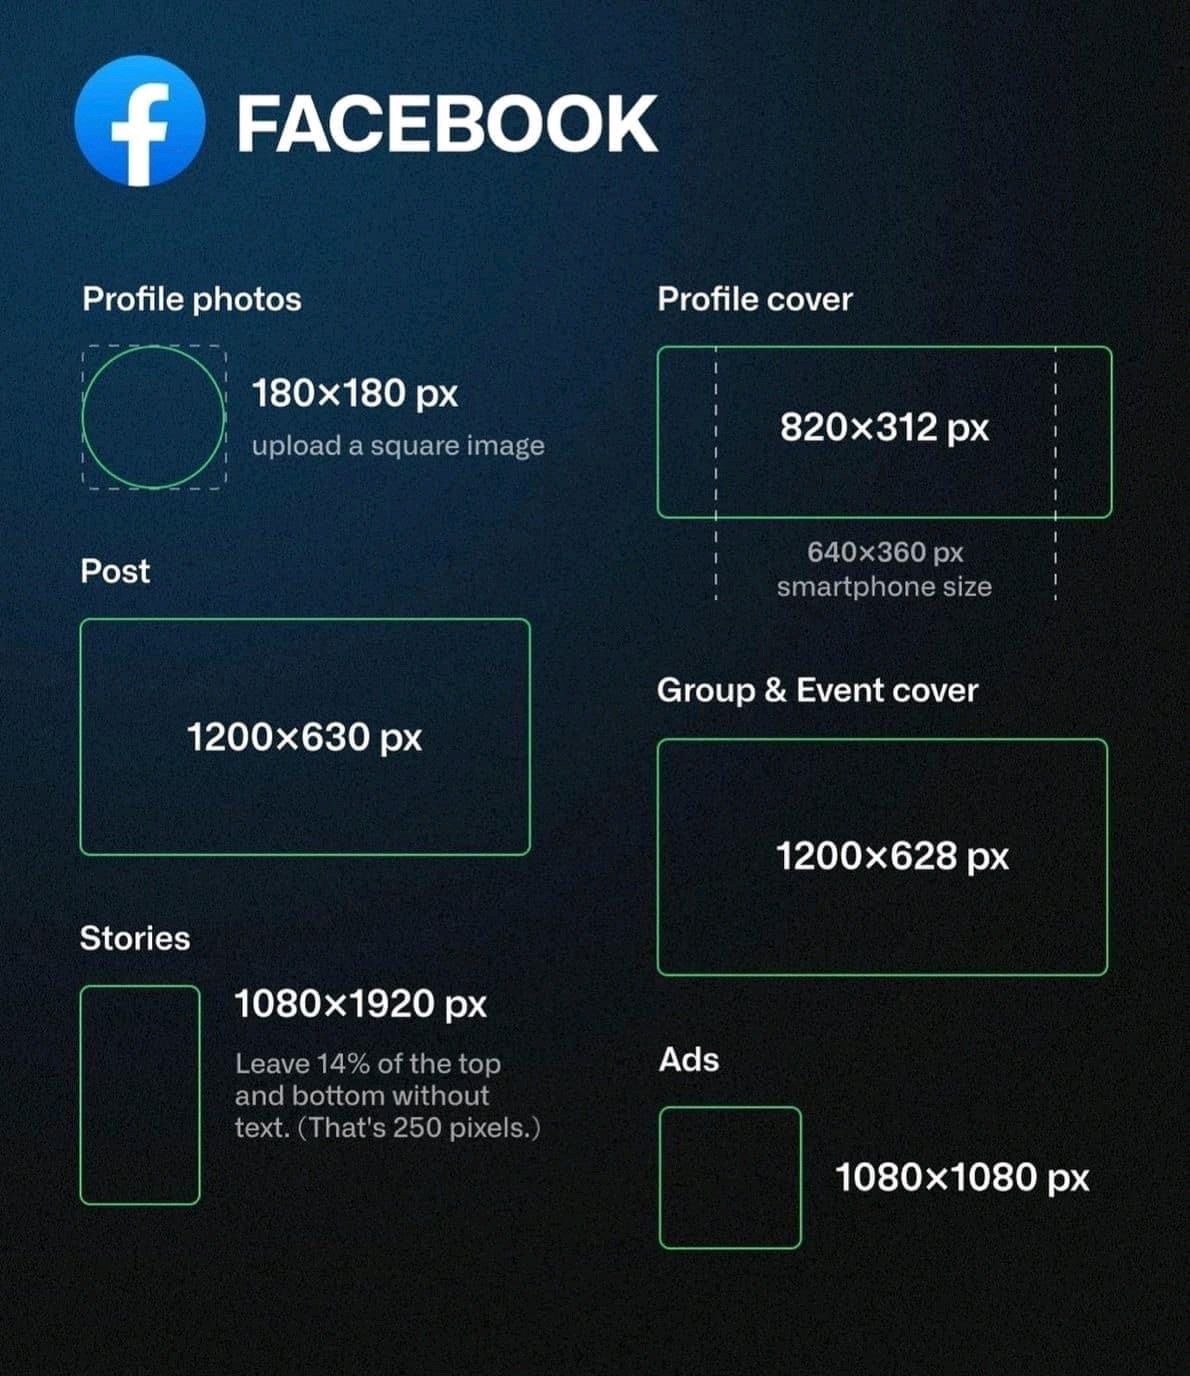 FACEBOOK
Profile photos
180×180 px
upload a square image
Profile cover
820×312 px
640×360 px
smartphone size
Post
1200×630 px
Group & Event cover
1200×628 px
Stories
1080×1920 px
Leave 14% of the top
and bottom without
text. (That's 250 pixels.)
Ads
1080×1080 px